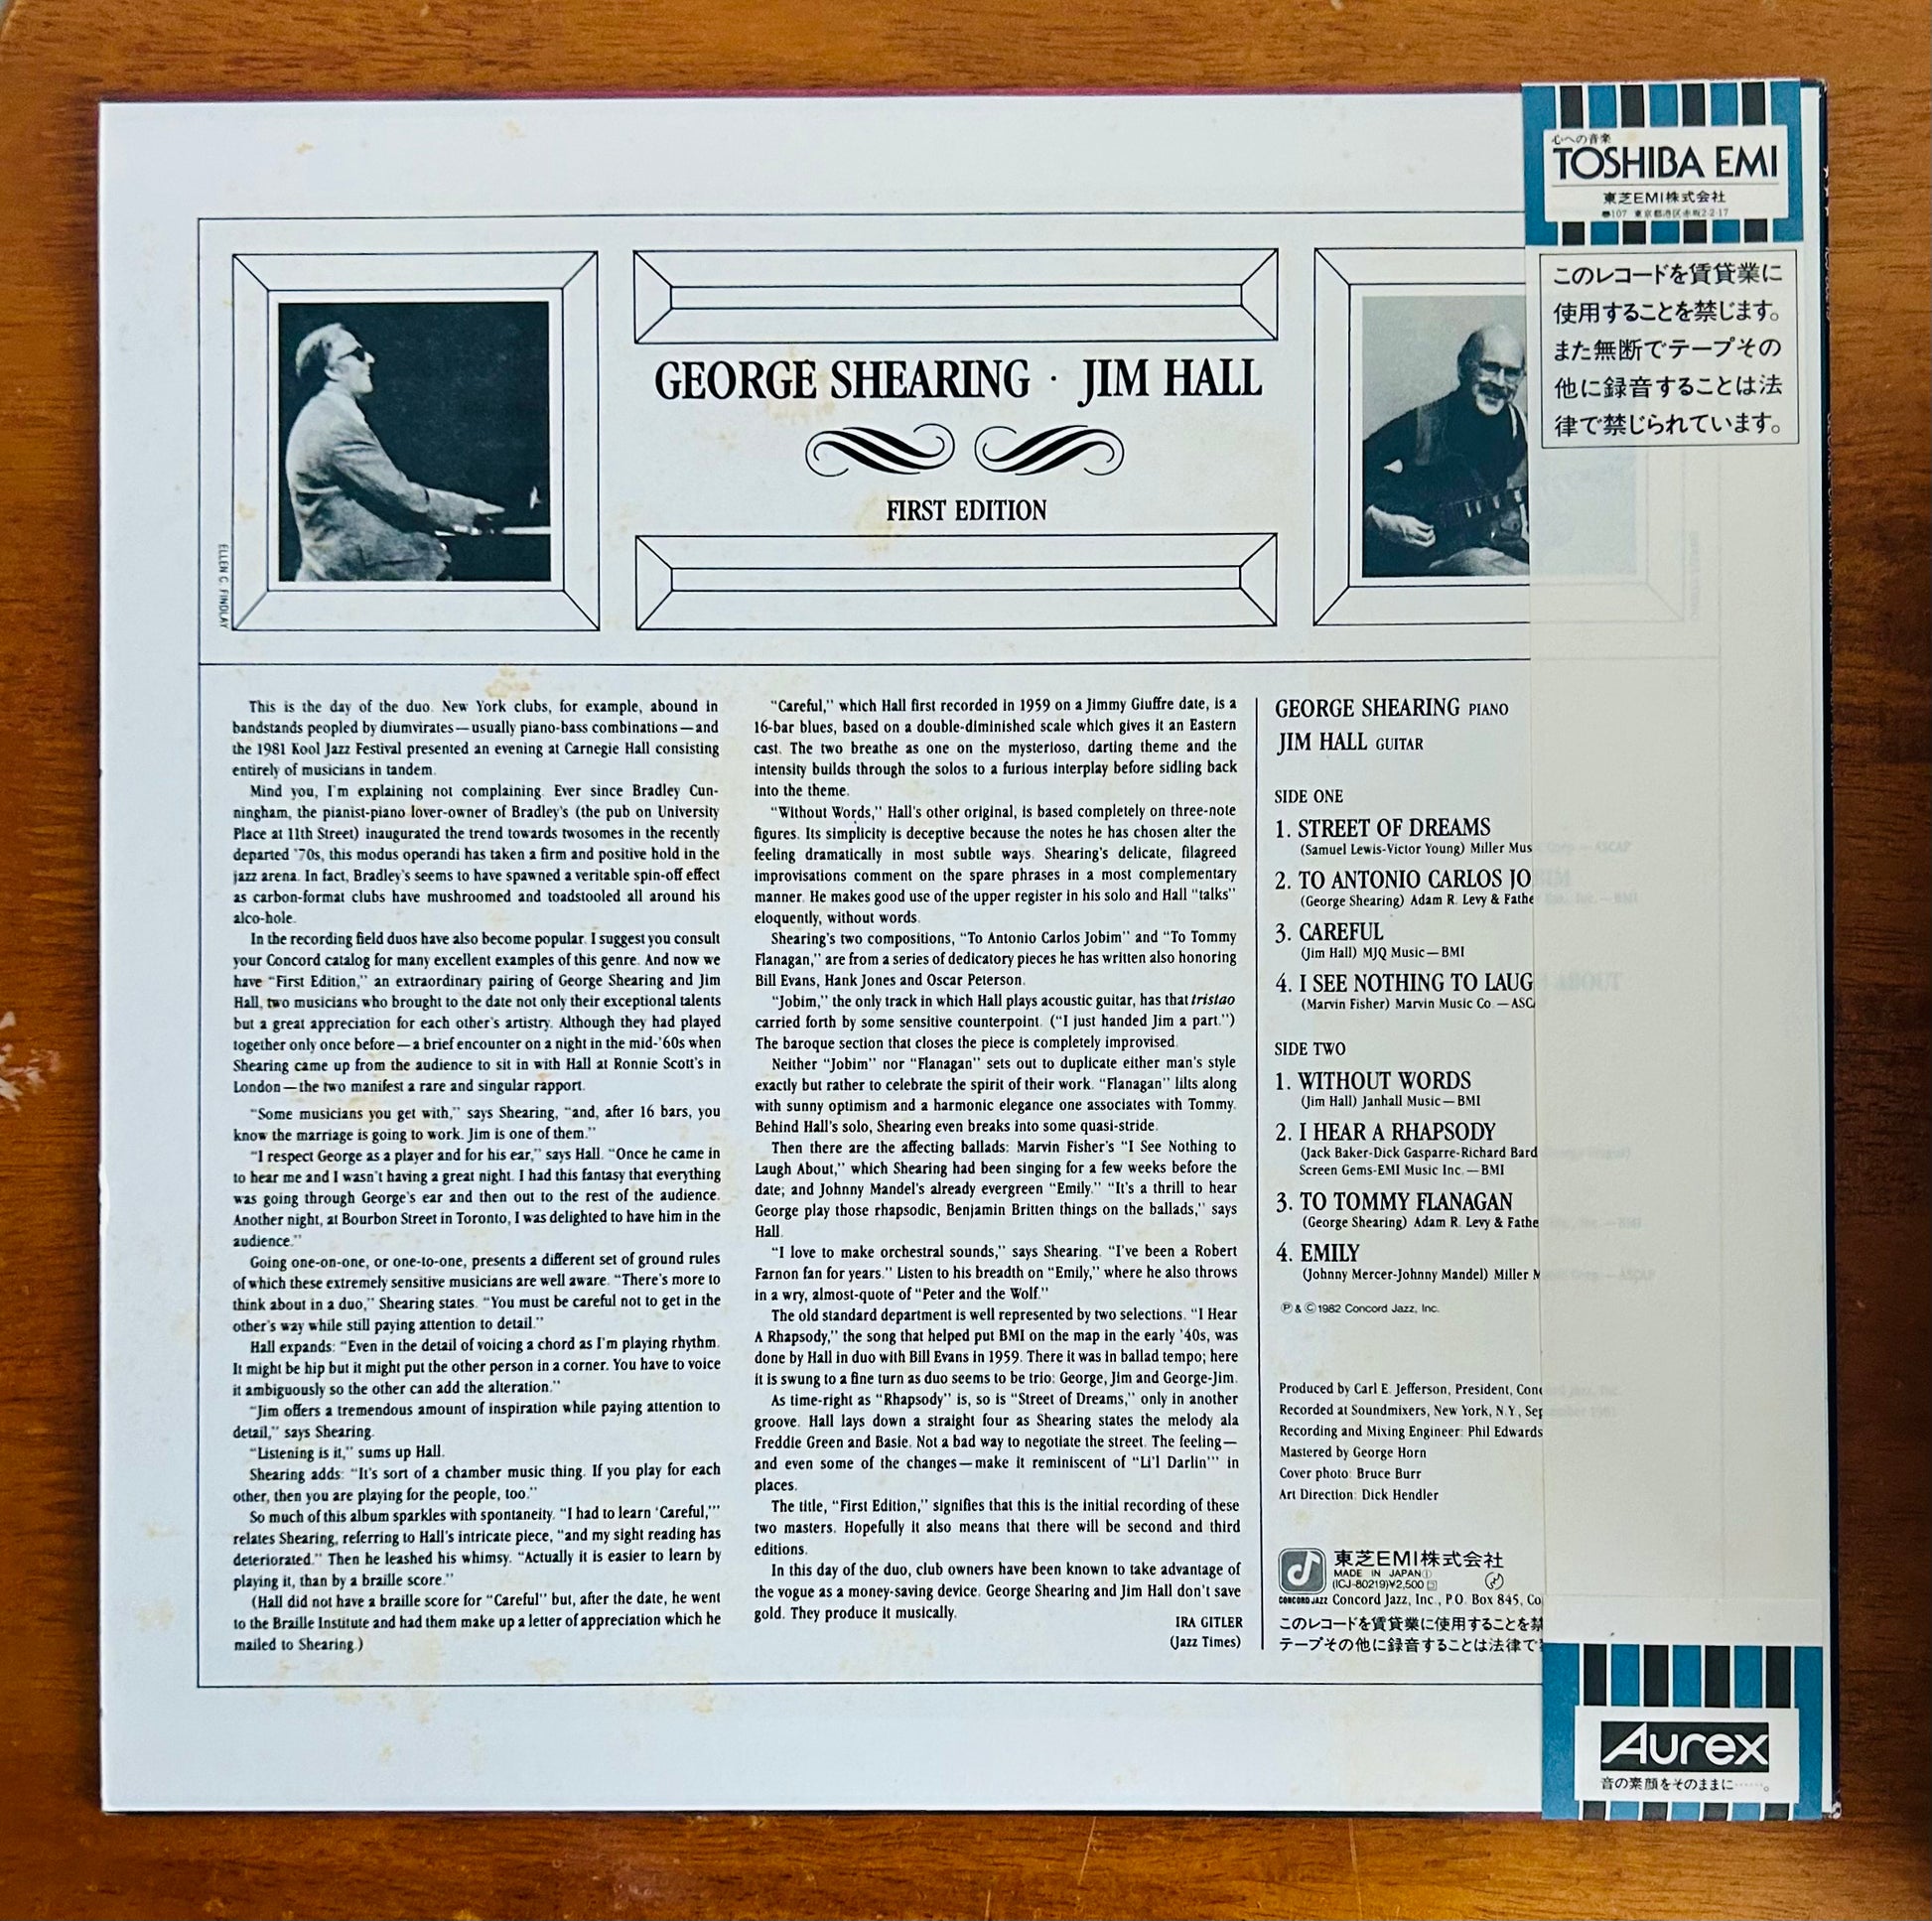 心への音楽
TOSHIBA EMI
東芝EMI株式会社
107 東京都港区赤坂2-2-17
このレコードを賃貸業に
使用することを禁じます。
また無断でテープその
他に録音することは法
律で禁じられています。
GEORGE SHEARING · JIM HALL
FIRST EDITION
ELLEN C. FINDLAY
This is the day of the duo. New York clubs, for example, abound in
bandstands peopled by diumvirates—usually piano-bass combinations—and
the 1981 Kool Jazz Festival presented an evening at Carnegie Hall consisting
entirely of musicians in tandem.
Mind you, I'm explaining not complaining. Ever since Bradley Cun-
ningham, the pianist-piano lover-owner of Bradley's (the pub on University
Place at 11th Street) inaugurated the trend towards twosomes in the recently
departed '70s, this modus operandi has taken a firm and positive hold in the
jazz arena. In fact, Bradley's seems to have spawned a veritable spin-off effect
as carbon-format clubs have mushroomed and toadstooled all around his
alco-hole.
In the recording field duos have also become popular. I suggest you consult
your Concord catalog for many excellent examples of this genre. And now we
have "First Edition," an extraordinary pairing of George Shearing and Jim
Hall, two musicians who brought to the date not only their exceptional talents
but a great appreciation for each other's artistry. Although they had played
together only once before—a brief encounter on a night in the mid-'60s when
Shearing came up from the audience to sit in with Hall at Ronnie Scott's in
London—the two manifest a rare and singular rapport.
"Some musicians you get with," says Shearing, "and, after 16 bars, you
know the marriage is going to work. Jim is one of them."
"I respect George as a player and for his ear," says Hall. "Once he came in
to hear me and I wasn't having a great night. I had this fantasy that everything
was going through George's ear and then out to the rest of the audience.
Another night, at Bourbon Street in Toronto, I was delighted to have him in the
audience."
Going one-on-one, or one-to-one, presents a different set of ground rules
of which these extremely sensitive musicians are well aware. "There's more to
think about in a duo," Shearing states. "You must be careful not to get in the
other's way while still paying attention to detail."
Hall expands: "Even in the detail of voicing a chord as I'm playing rhythm.
It might be hip but it might put the other person in a corner. You have to voice
it ambiguously so the other can add the alteration."
"Jim offers a tremendous amount of inspiration while paying attention to
detail," says Shearing.
"Listening is it," sums up Hall.
Shearing adds: "It's sort of a chamber music thing. If you play for each
other, then you are playing for the people, too."
So much of this album sparkles with spontaneity. "I had to learn 'Careful,'"
relates Shearing, referring to Hall's intricate piece, "and my sight reading has
deteriorated." Then he leashed his whimsy. "Actually it is easier to learn by
playing it, than by a braille score."
(Hall did not have a braille score for "Careful" but, after the date, he went
to the Braille Institute and had them make up a letter of appreciation which he
mailed to Shearing.)
"Careful," which Hall first recorded in 1959 on a Jimmy Giuffre date, is a
16-bar blues, based on a double-diminished scale which gives it an Eastern
cast. The two breathe as one on the mysterioso, darting theme and the
intensity builds through the solos to a furious interplay before sidling back
into the theme.
"Without Words," Hall's other original, is based completely on three-note
figures. Its simplicity is deceptive because the notes he has chosen alter the
feeling dramatically in most subtle ways. Shearing's delicate, filagreed
improvisations comment on the spare phrases in a most complementary
manner. He makes good use of the upper register in his solo and Hall "talks"
eloquently, without words.
Shearing's two compositions, "To Antonio Carlos Jobim" and "To Tommy
Flanagan," are from a series of dedicatory pieces he has written also honoring
Bill Evans, Hank Jones and Oscar Peterson.
"Jobim," the only track in which Hall plays acoustic guitar, has that tristao
carried forth by some sensitive counterpoint. ("I just handed Jim a part.")
The baroque section that closes the piece is completely improvised.
Neither "Jobim" nor "Flanagan" sets out to duplicate either man's style
exactly but rather to celebrate the spirit of their work. "Flanagan" lilts along
with sunny optimism and a harmonic elegance one associates with Tommy.
Behind Hall's solo, Shearing even breaks into some quasi-stride.
Then there are the affecting ballads: Marvin Fisher's "I See Nothing to
Laugh About," which Shearing had been singing for a few weeks before the
date; and Johnny Mandel's already evergreen "Emily." "It's a thrill to hear
George play those rhapsodic, Benjamin Britten things on the ballads," says
Hall.
"I love to make orchestral sounds," says Shearing. "I've been a Robert
Farnon fan for years." Listen to his breadth on "Emily," where he also throws
in a wry, almost-quote of "Peter and the Wolf."
The old standard department is well represented by two selections. "I Hear
A Rhapsody," the song that helped put BMI on the map in the early '40s, was
done by Hall in duo with Bill Evans in 1959. There it was in ballad tempo; here
it is swung to a fine turn as duo seems to be trio: George, Jim and George-Jim.
As time-right as "Rhapsody" is, so is "Street of Dreams," only in another
groove. Hall lays down a straight four as Shearing states the melody ala
Freddie Green and Basie. Not a bad way to negotiate the street. The feeling—
and even some of the changes—make it reminiscent of "Li'l Darlin'" in
places.
The title, "First Edition," signifies that this is the initial recording of these
two masters. Hopefully it also means that there will be second and third
editions.
In this day of the duo, club owners have been known to take advantage of
the vogue as a money-saving device. George Shearing and Jim Hall don't save
gold. They produce it musically.
IRA GITLER
(Jazz Times)
GEORGE SHEARING PIANO
JIM HALL GUITAR
SIDE ONE
1. STREET OF DREAMS
(Samuel Lewis-Victor Young) Miller Mus
2. TO ANTONIO CARLOS JO
(George Shearing) Adam R. Levy & Fathe
3. CAREFUL
(Jim Hall) MJQ Music—BMI
4. I SEE NOTHING TO LAUG
(Marvin Fisher) Marvin Music Co.—ASC
SIDE TWO
1. WITHOUT WORDS
(Jim Hall) Janhall Music—BMI
2. I HEAR A RHAPSODY
(Jack Baker-Dick Gasparre-Richard Bard
Screen Gems-EMI Music Inc.—BMI
3. TO TOMMY FLANAGAN
(George Shearing) Adam R. Levy & Fathe
4. EMILY
(Johnny Mercer-Johnny Mandel) Miller M
Ⓟ & Ⓒ 1982 Concord Jazz, Inc.
Produced by Carl E. Jefferson, President, Conc
Recorded at Soundmixers, New York, N.Y., Sep
Recording and Mixing Engineer: Phil Edwards
Mastered by George Horn
Cover photo: Bruce Burr
Art Direction: Dick Hendler
東芝EMI株式会社
MADE IN JAPAN
(ICJ-80219)¥2,500
CONCORD JAZZ Concord Jazz, Inc., P.O. Box 845, Co
このレコードを賃貸業に使用することを禁
テープその他に録音することは法律で
Aurex
音の素顔をそのままに……。